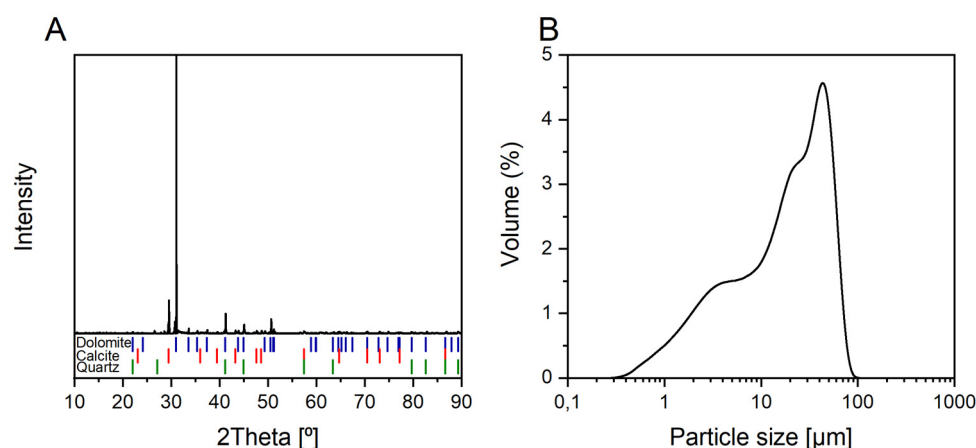 A
Intensity
Dolomite
Calcite
Quartz
10 20 30 40 50 60 70 80 90
2Theta [º]
B
Volume (%)
5
4
3
2
1
0
0,1 1 10 100 1000
Particle size [µm]